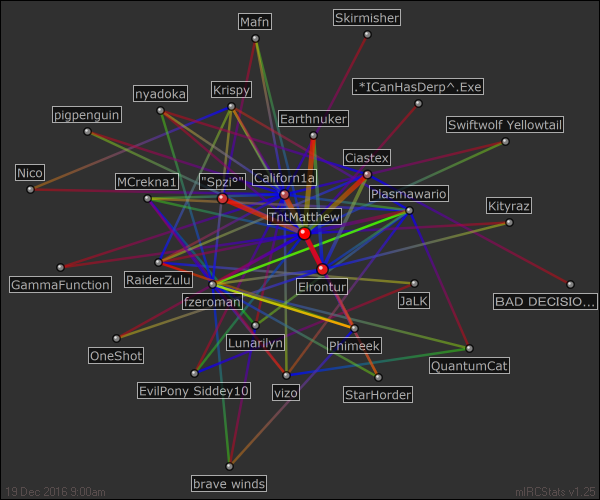 Mafn
Skirmisher
.*ICanHasDerp^.Exe
Krispy
nyadoka
pigpenguin
Earthnuker
Swiftwolf Yellowtail
Ciastex
Nico
MCrekna1
"Spzi°"
Californ1a
Plasmawario
TntMatthew
Kityraz
GammaFunction
RaiderZulu
Elrontur
fzeroman
JaLK
BAD DECISIO...
Lunarilyn
Phimeek
OneShot
QuantumCat
EvilPony Siddey10
vizo
StarHorder
brave winds
19 Dec 2016 9:00am
mIRCStats v1.25